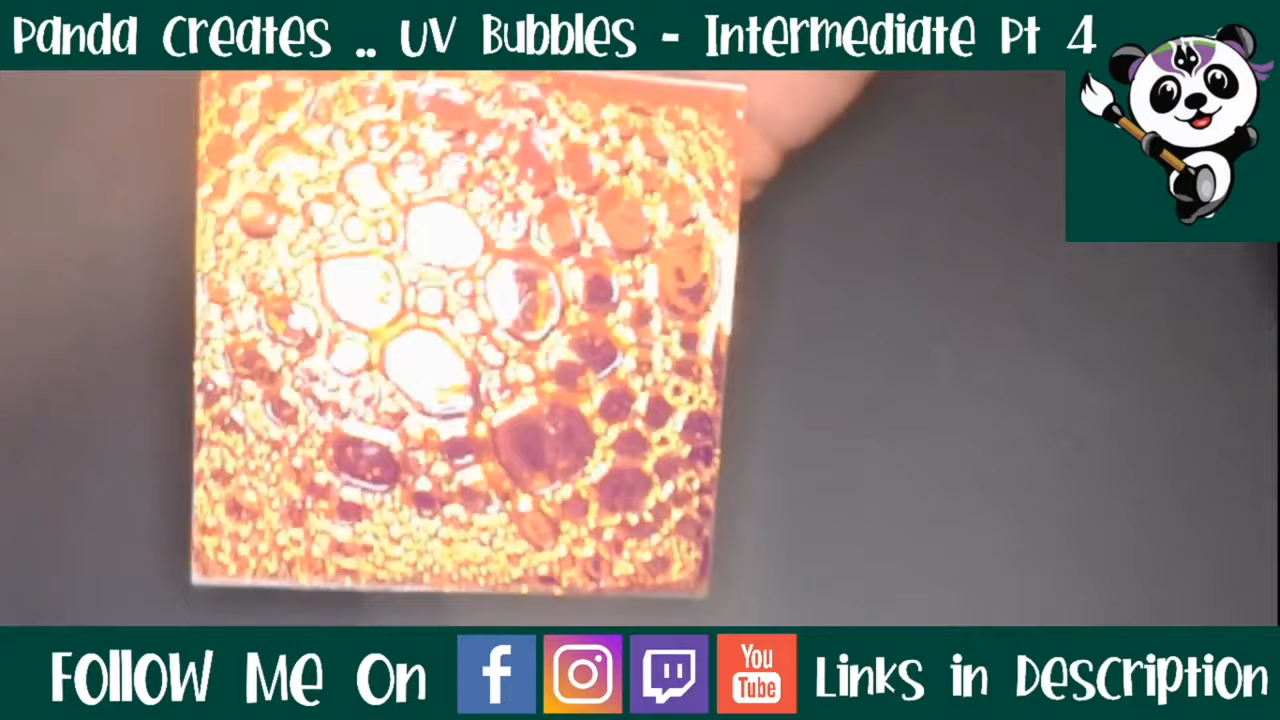 Panda Creates .. UV Bubbles - Intermediate Pt 4
Follow Me On f You Tube Links in Description